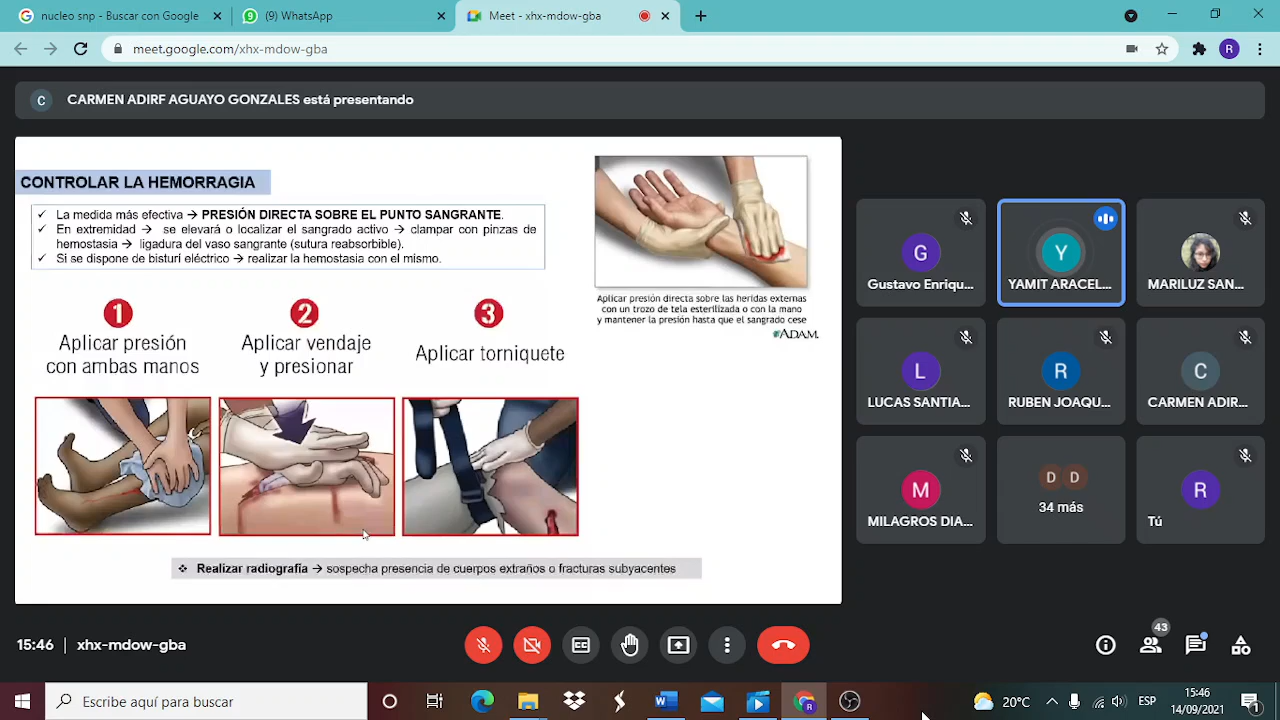 nucleo snp - Buscar con Google
(9) WhatsApp
Meet - xhx-mdow-gba
meet.google.com/xhx-mdow-gba
R
C
CARMEN ADIRF AGUAYO GONZALES está presentando
CONTROLAR LA HEMORRAGIA
✓ La medida más efectiva → PRESIÓN DIRECTA SOBRE EL PUNTO SANGRANTE.
✓ En extremidad → se elevará o localizar el sangrado activo → clampar con pinzas de
hemostasia → ligadura del vaso sangrante (sutura reabsorbible).
✓ Si se dispone de bisturí eléctrico → realizar la hemostasia con el mismo.
Aplicar presión directa sobre las heridas externas
con un trozo de tela esterilizada o con la mano
y mantener la presión hasta que el sangrado cese
ADAM.
1
Aplicar presión
con ambas manos
2
Aplicar vendaje
y presionar
3
Aplicar torniquete
❖ Realizar radiografía → sospecha presencia de cuerpos extraños o fracturas subyacentes
G
Gustavo Enriqu...
Y
YAMIT ARACEL...
MARILUZ SAN...
L
LUCAS SANTIA...
R
RUBEN JOAQU...
C
CARMEN ADIR...
M
MILAGROS DIA...
D D
34 más
R
Tú
15:46 | xhx-mdow-gba
43
Escribe aquí para buscar
20°C
ESP
15:46
14/09/2021
1